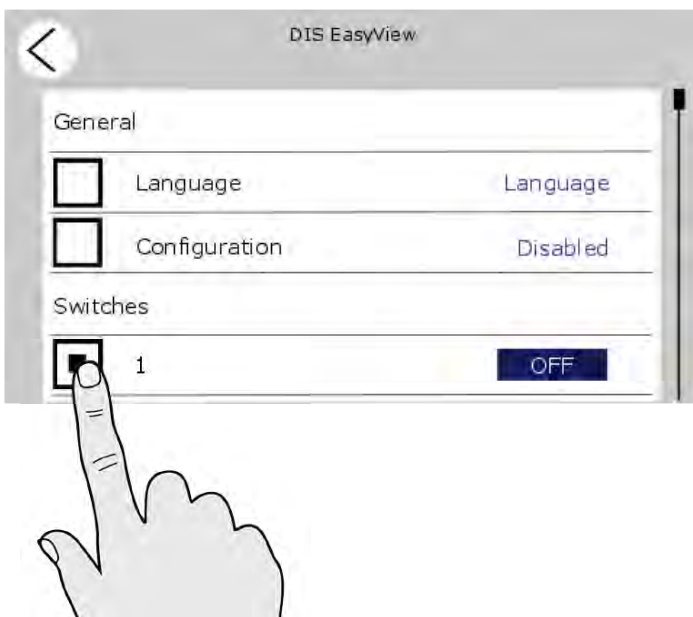 DIS EasyView
General
Language Language
Configuration Disabled
Switches
1 OFF